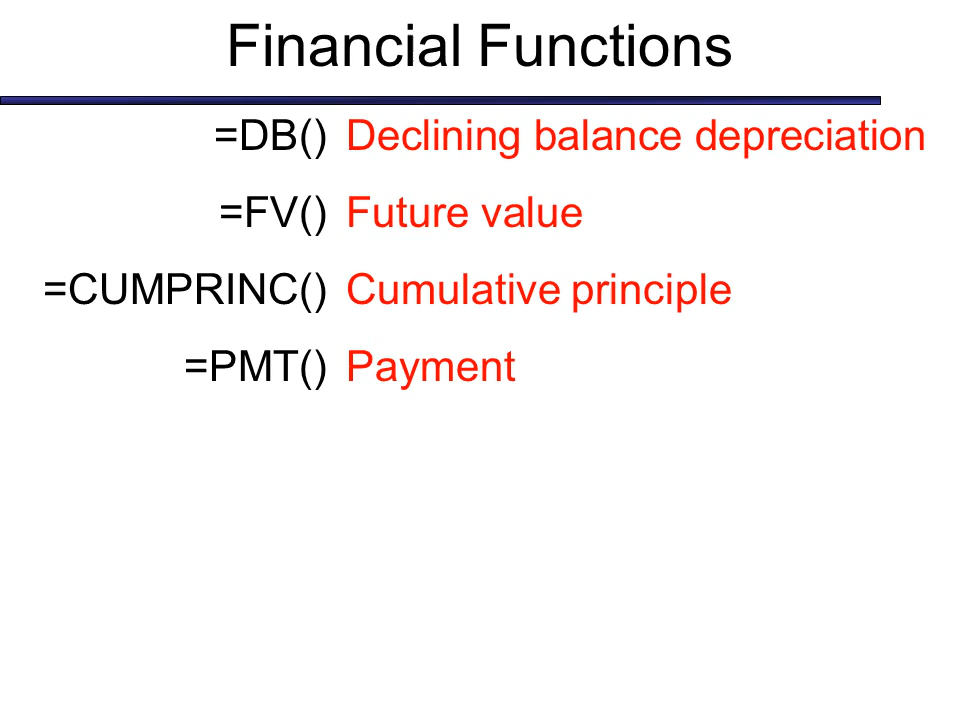 Financial Functions
=DB() Declining balance depreciation
=FV() Future value
=CUMPRINC() Cumulative principle
=PMT() Payment